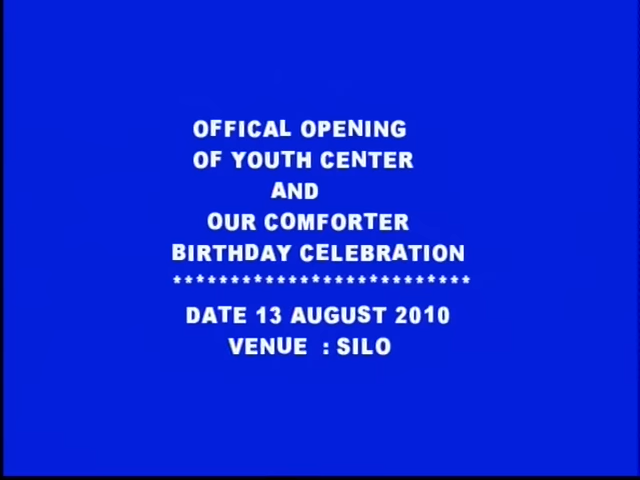 OFFICAL OPENING
OF YOUTH CENTER
AND
OUR COMFORTER
BIRTHDAY CELEBRATION
**************************
DATE 13 AUGUST 2010
VENUE : SILO